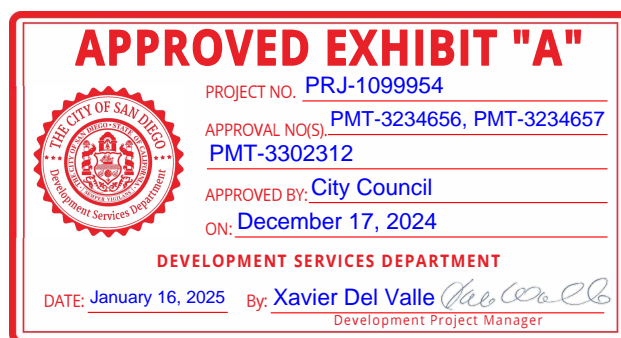 APPROVED EXHIBIT "A"
PROJECT NO. PRJ-1099954
APPROVAL NO(S). PMT-3234656, PMT-3234657
PMT-3302312
APPROVED BY: City Council
ON: December 17, 2024
THE CITY OF SAN DIEGO
Development Services Department
DEVELOPMENT SERVICES DEPARTMENT
DATE: January 16, 2025 By: Xavier Del Valle
Development Project Manager